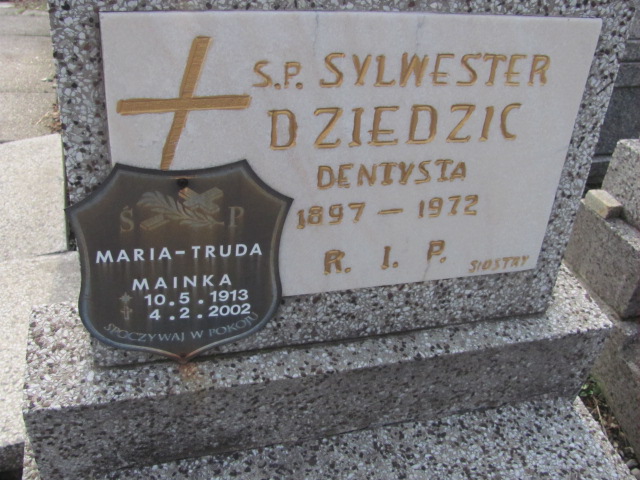 S.P. SYLWESTER
DZIEDZIC
DENTYSTA
1897 — 1972
R. I. P.
SIOSTRY
Ś P
MARIA-TRUDA
MAINKA
10.5.1913
4.2.2002
SPOCZYWAJ W POKOJU